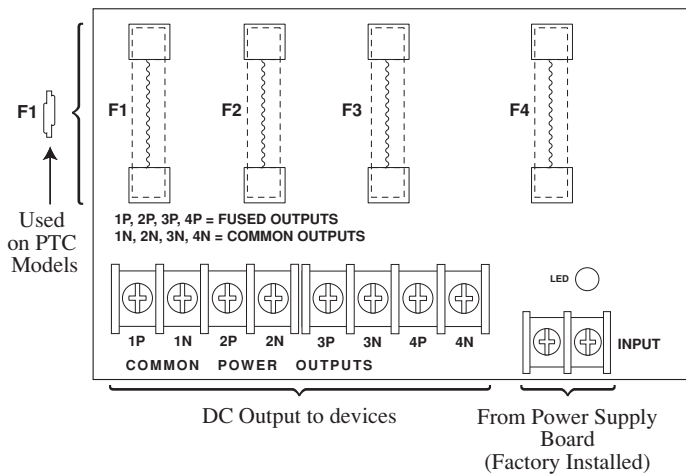 F1
F1
F2
F3
F4
Used
on PTC
Models
1P, 2P, 3P, 4P = FUSED OUTPUTS
1N, 2N, 3N, 4N = COMMON OUTPUTS
LED
1P 1N 2P 2N 3P 3N 4P 4N
INPUT
COMMON POWER OUTPUTS
DC Output to devices
From Power Supply
Board
(Factory Installed)